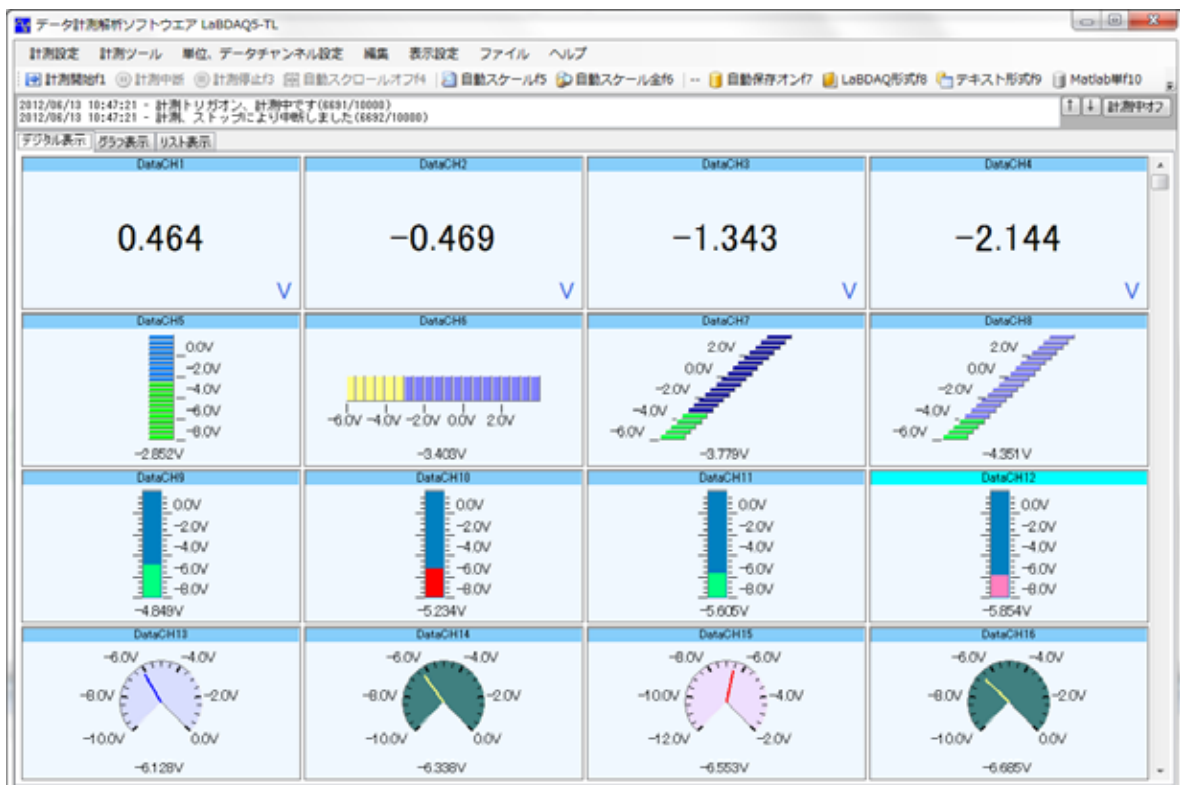 データ計測解析ソフトウエア LaBDAQ5-TL
計測設定 計測ツール 単位、データチャンネル設定 編集 表示設定 ファイル ヘルプ
計測開始f1 計測中断 計測停止f3 自動スクロールオフf4 自動スケールf5 自動スケール全f6 -- 自動保存オンf7 LaBDAQ形式f8 テキスト形式f9 Matlab単f10
2012/06/13 10:47:21 - 計測トリガオン、計測中です(6691/10000)
2012/06/13 10:47:21 - 計測、ストップにより中断しました(6692/10000)
↑ ↓ 計測中オフ
デジタル表示 グラフ表示 リスト表示
DataCH1 DataCH2 DataCH3 DataCH4
0.464 -0.469 -1.343 -2.144
V V V V
DataCH5 DataCH6 DataCH7 DataCH8
0.0V
-2.0V
-4.0V
-6.0V
-8.0V
-2.852V
-6.0V -4.0V -2.0V 0.0V 2.0V
-3.403V
2.0V
0.0V
-2.0V
-4.0V
-6.0V
-3.779V
2.0V
0.0V
-2.0V
-4.0V
-6.0V
-4.351V
DataCH9 DataCH10 DataCH11 DataCH12
0.0V
-2.0V
-4.0V
-6.0V
-8.0V
-4.849V
0.0V
-2.0V
-4.0V
-6.0V
-8.0V
-5.234V
0.0V
-2.0V
-4.0V
-6.0V
-8.0V
-5.605V
0.0V
-2.0V
-4.0V
-6.0V
-8.0V
-5.854V
DataCH13 DataCH14 DataCH15 DataCH16
-6.0V -4.0V
-8.0V -2.0V
-10.0V 0.0V
-6.128V
-6.0V -4.0V
-8.0V -2.0V
-10.0V 0.0V
-6.338V
-8.0V -6.0V
-10.0V -4.0V
-12.0V -2.0V
-6.553V
-6.0V -4.0V
-8.0V -2.0V
-10.0V 0.0V
-6.685V